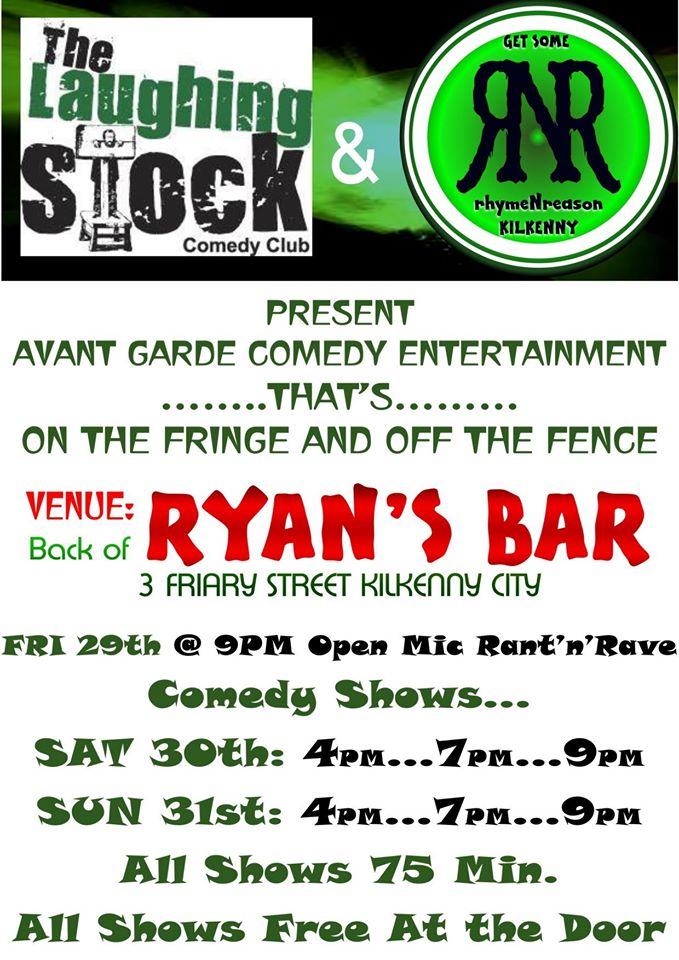 The
Laughing
Stock
Comedy Club
&
GET SOME
RNR
rhymeNreason
KILKENNY
PRESENT
AVANT GARDE COMEDY ENTERTAINMENT
........THAT'S.........
ON THE FRINGE AND OFF THE FENCE
VENUE:
Back of RYAN'S BAR
3 FRIARY STREET KILKENNY CITY
FRI 29th @ 9PM Open Mic Rant'n'Rave
Comedy Shows...
SAT 30th: 4PM...7PM...9PM
SUN 31st: 4PM...7PM...9PM
All Shows 75 Min.
All Shows Free At the Door